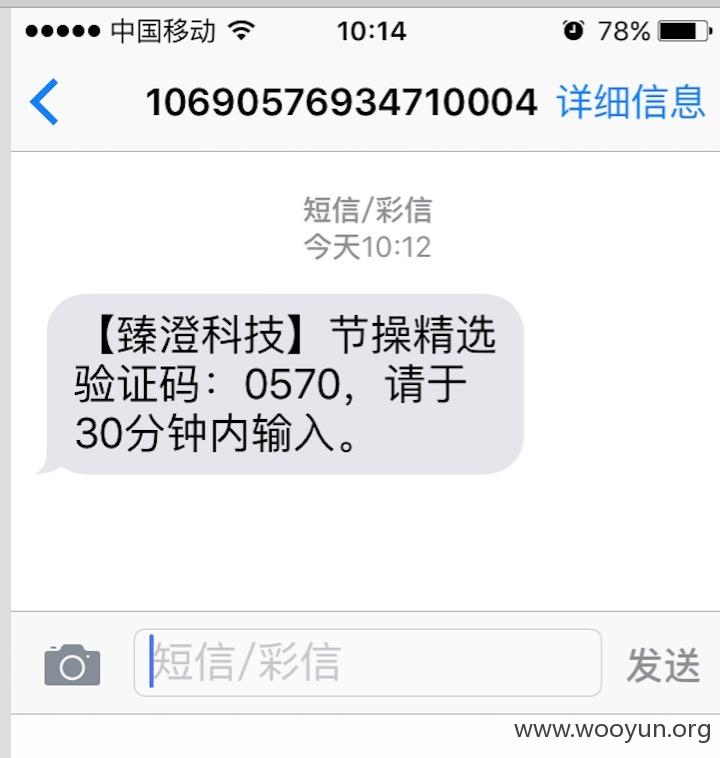 中国移动 10:14 78%
10690576934710004 详细信息
短信/彩信
今天10:12
【臻澄科技】节操精选
验证码：0570，请于
30分钟内输入。
短信/彩信 发送
www.wooyun.org